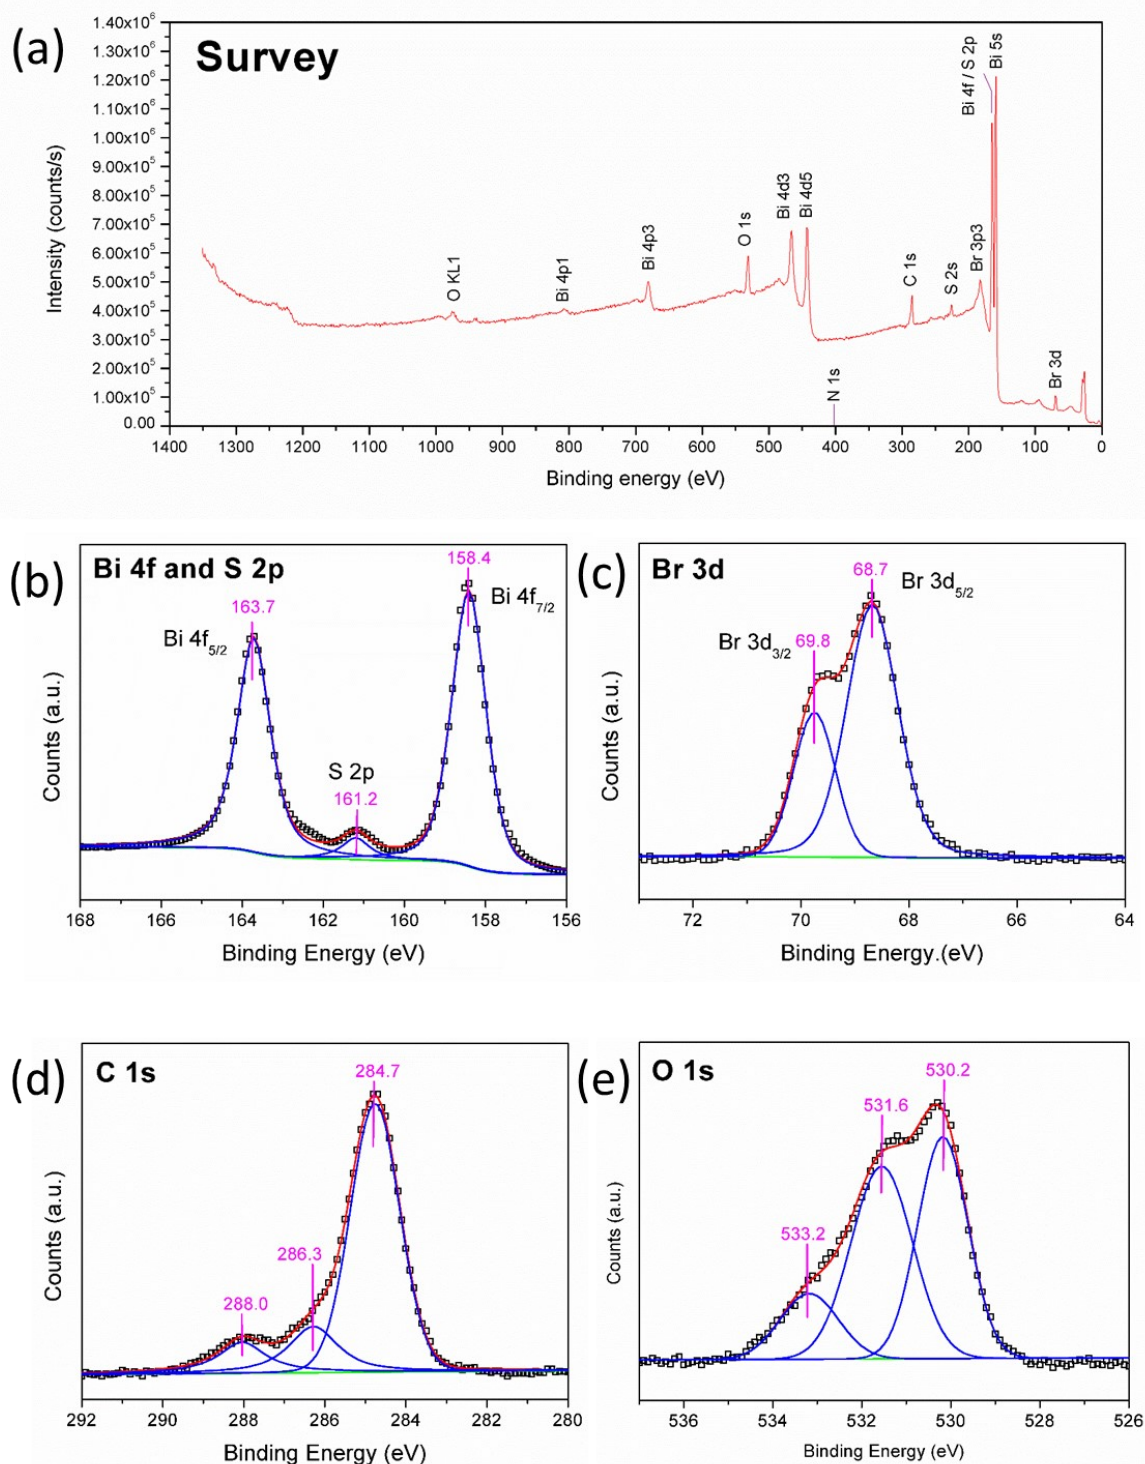 (a)
Survey
Intensity (counts/s)
1.40x10⁶
1.30x10⁶
1.20x10⁶
1.10x10⁶
1.00x10⁶
9.00x10⁵
8.00x10⁵
7.00x10⁵
6.00x10⁵
5.00x10⁵
4.00x10⁵
3.00x10⁵
2.00x10⁵
1.00x10⁵
0.00
O KL1
Bi 4p1
Bi 4p3
O 1s
Bi 4d3
Bi 4d5
N 1s
C 1s
S 2s
Br 3p3
Bi 4f / S 2p
Bi 5s
Br 3d
1400 1300 1200 1100 1000 900 800 700 600 500 400 300 200 100 0
Binding energy (eV)
(b)
Bi 4f and S 2p
Counts (a.u.)
158.4
Bi 4f7/2
163.7
Bi 4f5/2
S 2p
161.2
168 166 164 162 160 158 156
Binding Energy (eV)
(c)
Br 3d
Counts (a.u.)
68.7
Br 3d5/2
Br 3d3/2
69.8
72 70 68 66 64
Binding Energy.(eV)
(d)
C 1s
Counts (a.u.)
284.7
286.3
288.0
292 290 288 286 284 282 280
Binding Energy (eV)
(e)
O 1s
Counts (a.u.)
530.2
531.6
533.2
536 534 532 530 528 526
Binding Energy (eV)